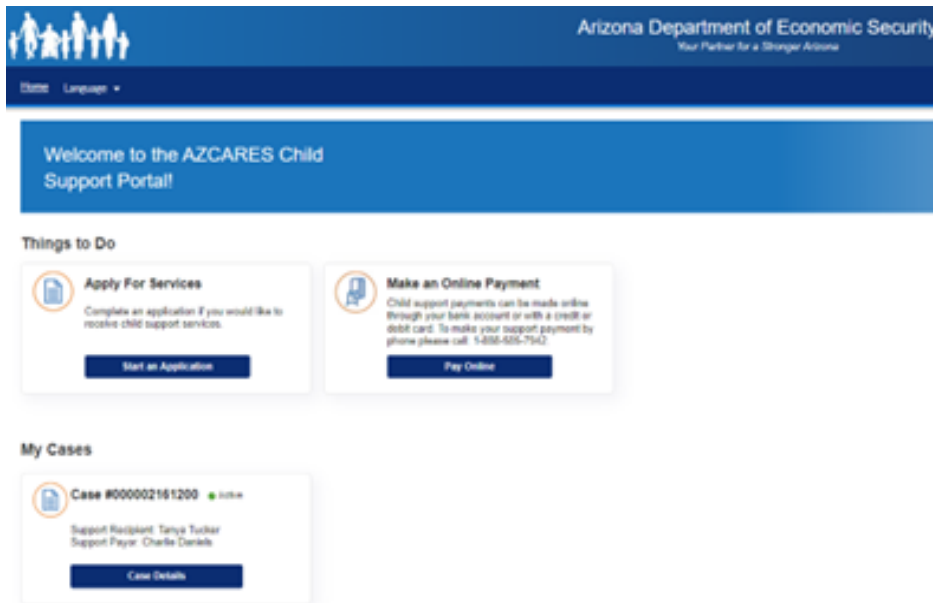 Arizona Department of Economic Security
Your Partner for a Stronger Arizona
Home Language
Welcome to the AZCARES Child
Support Portal!
Things to Do
Apply For Services
Complete an application if you would like to
receive child support services.
Start an Application
Make an Online Payment
Child support payments can be made online
through your bank account or with a credit or
debit card. To make your support payment by
phone please call:
Pay Online
My Cases
Case #000002161200 Active
Support Recipient: Tanya Tucker
Support Payor: Charlie Daniels
Case Details